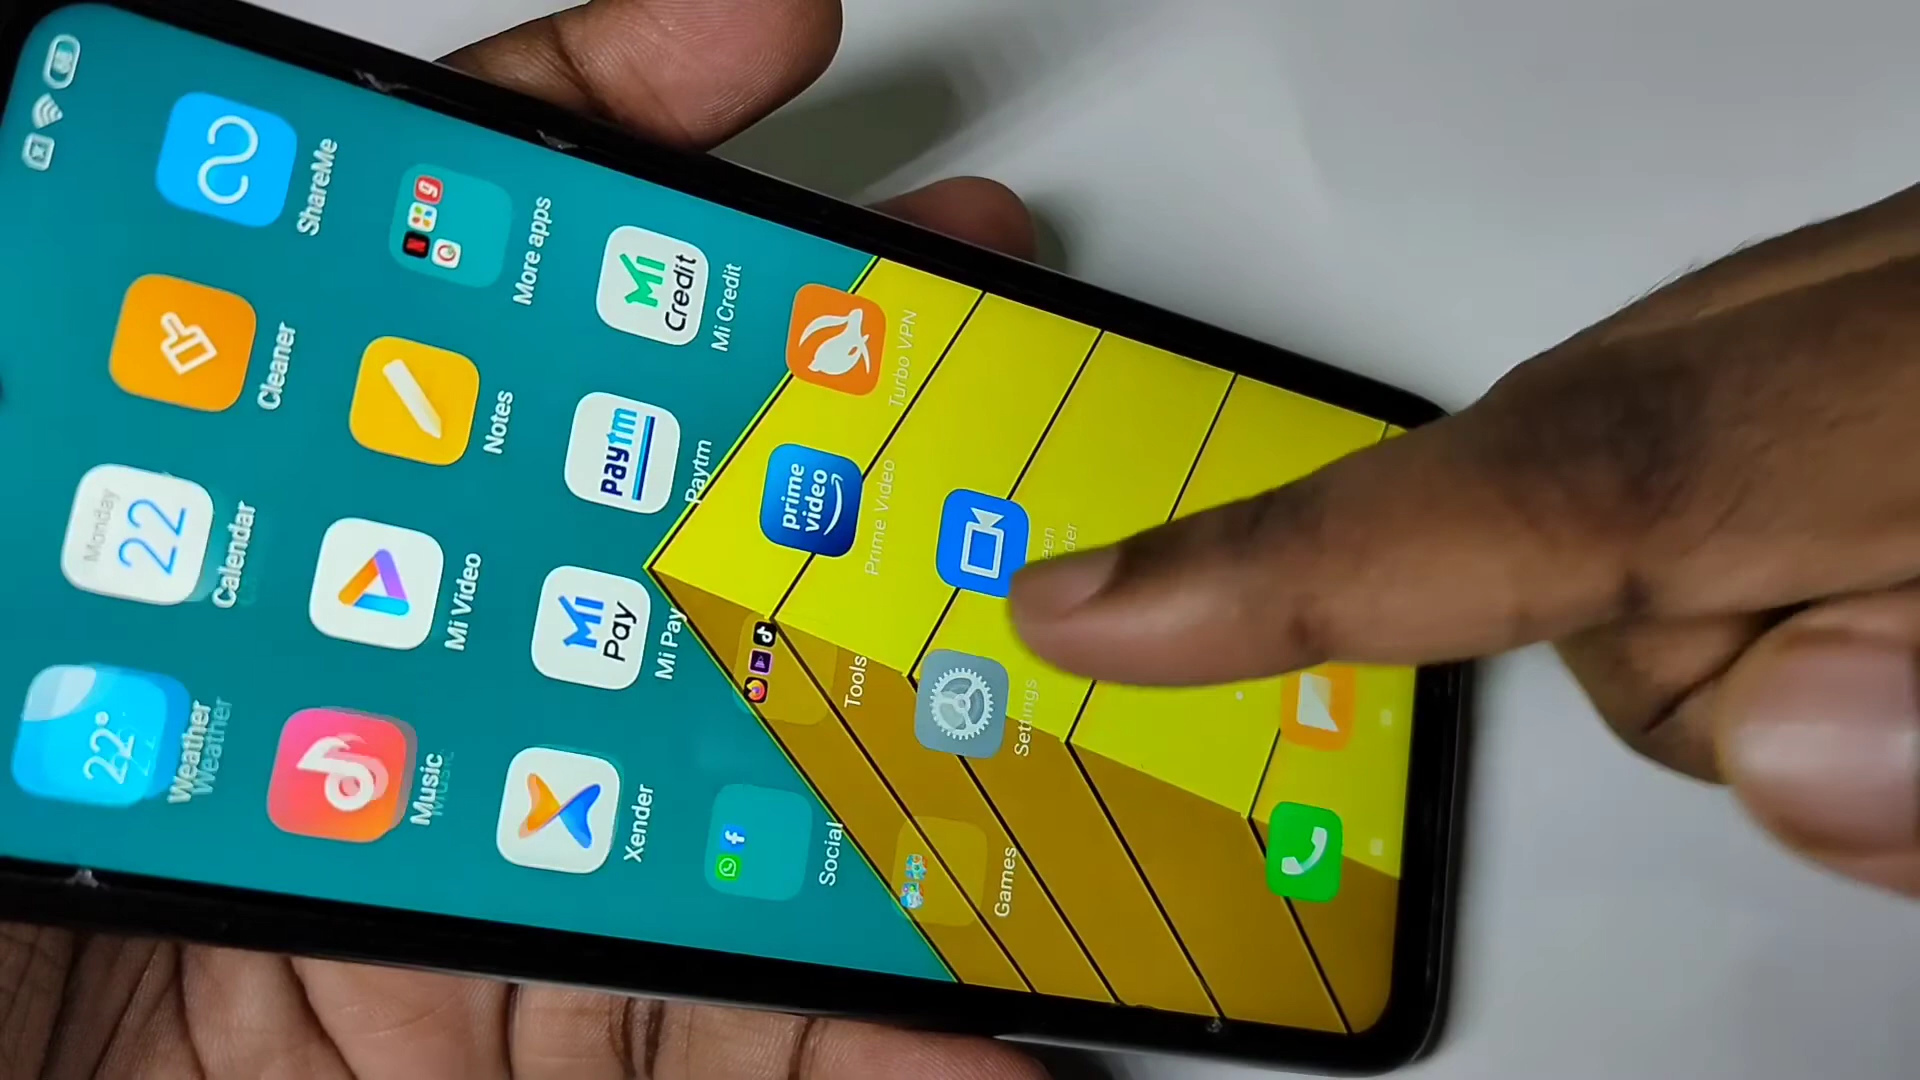 Monday
22
22°
Weather
Calendar
Cleaner
ShareMe
Music
Mi Video
Notes
More apps
Xender
Mi Pay
Mi Pay
Paytm
Paytm
Mi Credit
Mi Credit
Social
Tools
prime video
Prime Video
Turbo VPN
Games
Settings